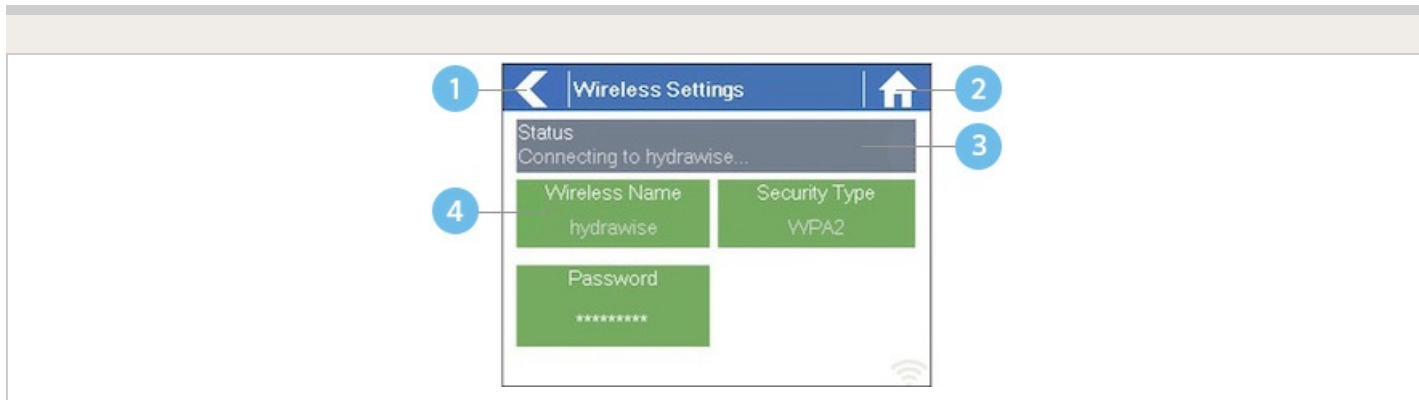 1
Wireless Settings
2
Status
Connecting to hydrawise...
3
4
Wireless Name
hydrawise
Security Type
WPA2
Password
*********